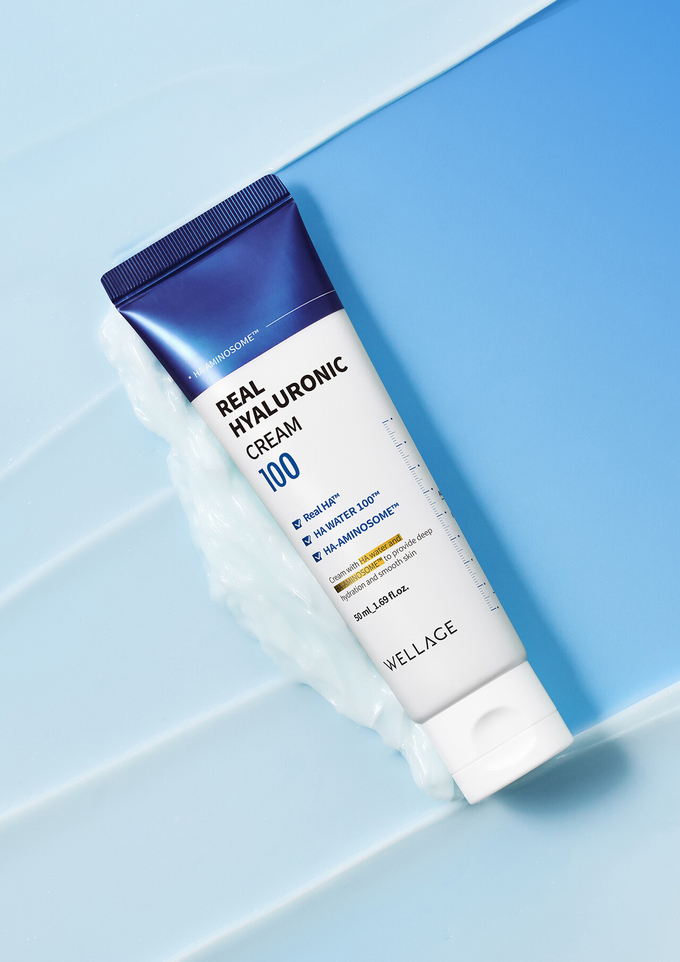 HA-AMINOSOME™
REAL
HYALURONIC
CREAM
100
Real HA™
HA WATER 100™
HA-AMINOSOME™
Cream with HA water and
HA-AMINOSOME™ to provide deep
hydration and smooth skin
50 ml_1.69 fl.oz.
WELLAGE